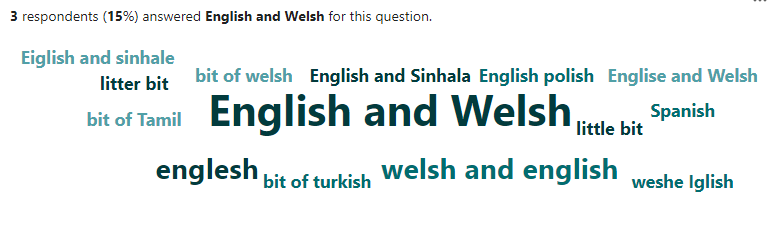 3 respondents (15%) answered English and Welsh for this question.
Eiglish and sinhale
litter bit
bit of welsh
English and Sinhala
English polish
Englise and Welsh
bit of Tamil
English and Welsh
little bit
Spanish
englesh
bit of turkish
welsh and english
weshe Iglish